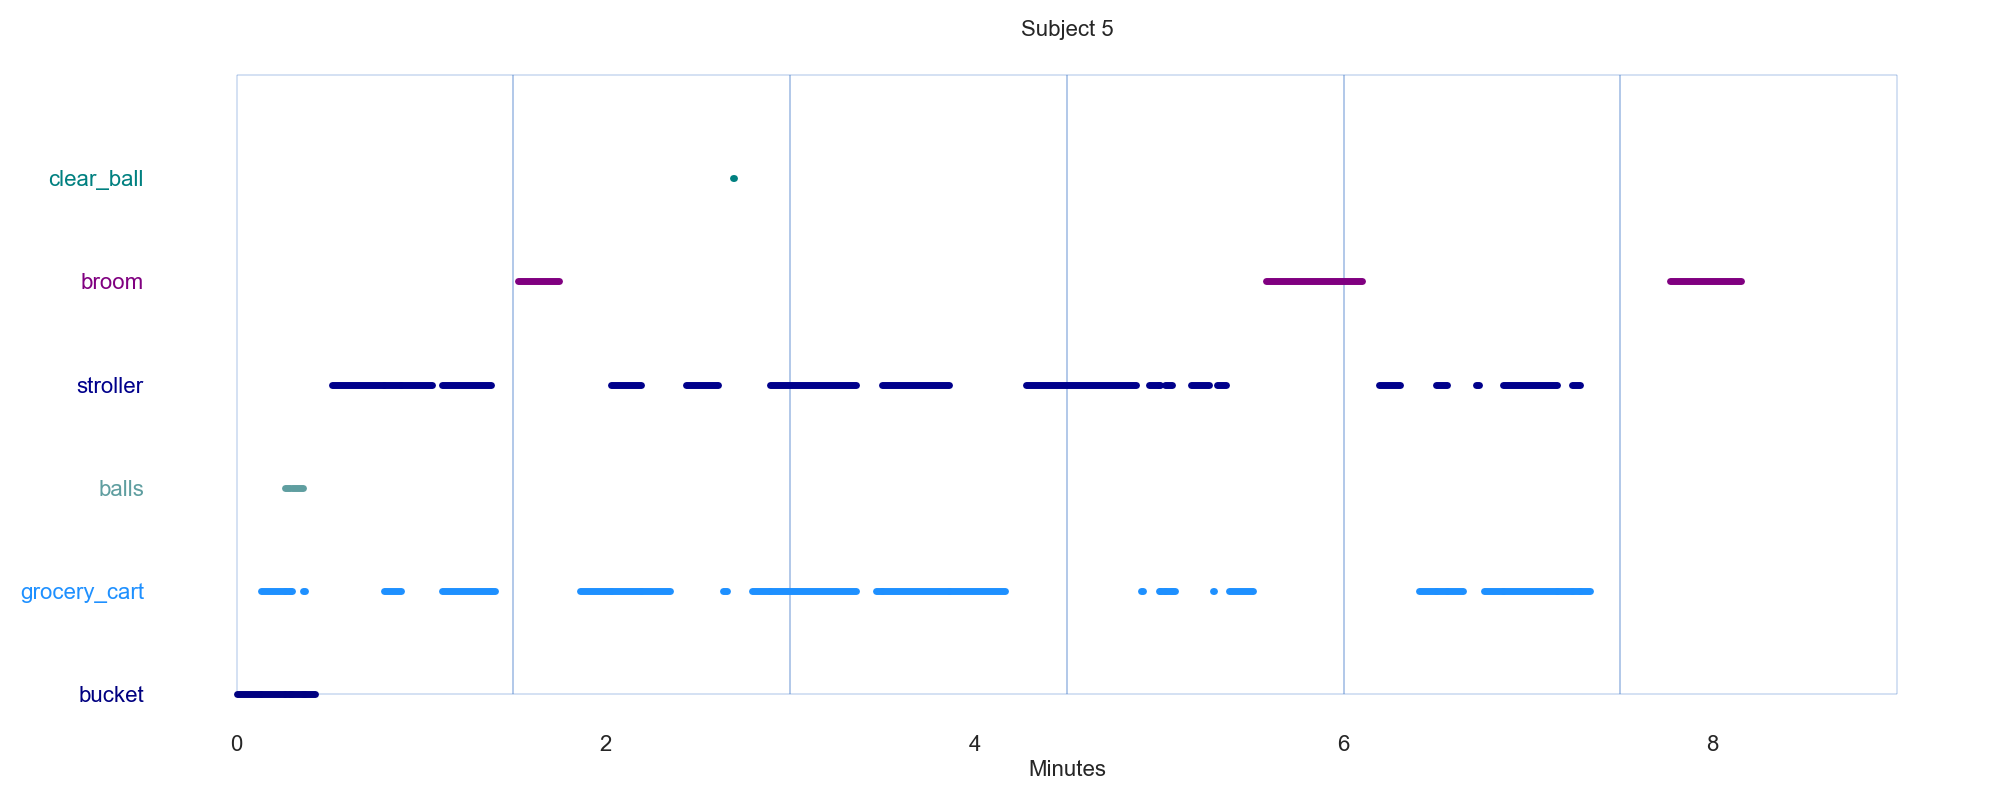 Subject 5
clear_ball
broom
stroller
balls
grocery_cart
bucket
0 2 4 6 8
Minutes